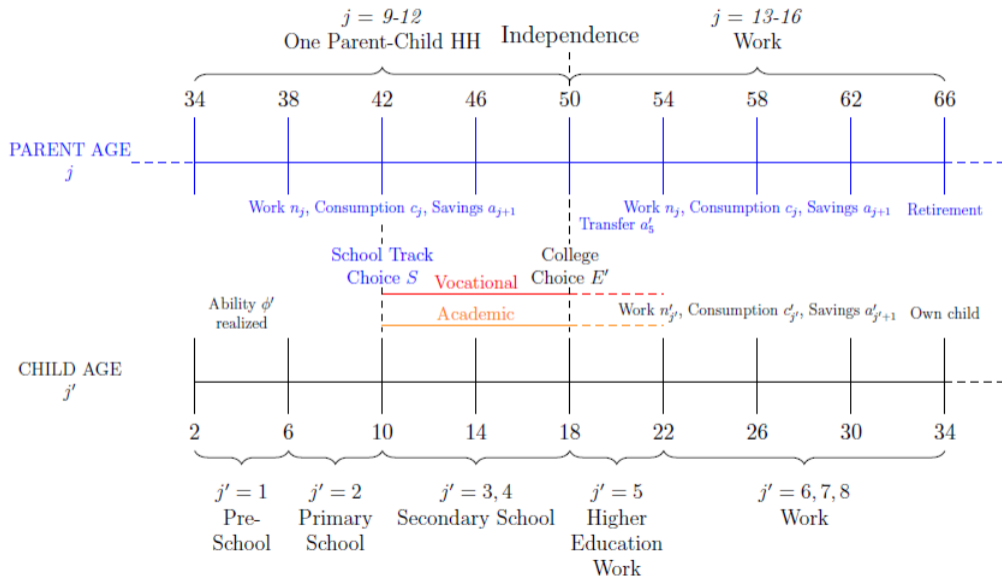 j = 9-12
One Parent-Child HH
Independence
j = 13-16
Work
34 38 42 46 50 54 58 62 66
PARENT AGE
j
Work n_j, Consumption c_j, Savings a_{j+1}
Work n_j, Consumption c_j, Savings a_{j+1}
Retirement
Transfer a'_5
School Track
Choice S
College
Choice E'
Vocational
Academic
Ability ϕ'
realized
Work n'_{j'}, Consumption c'_{j'}, Savings a'_{j'+1}
Own child
CHILD AGE
j'
2 6 10 14 18 22 26 30 34
j' = 1
Pre-
School
j' = 2
Primary
School
j' = 3, 4
Secondary School
j' = 5
Higher
Education
Work
j' = 6, 7, 8
Work